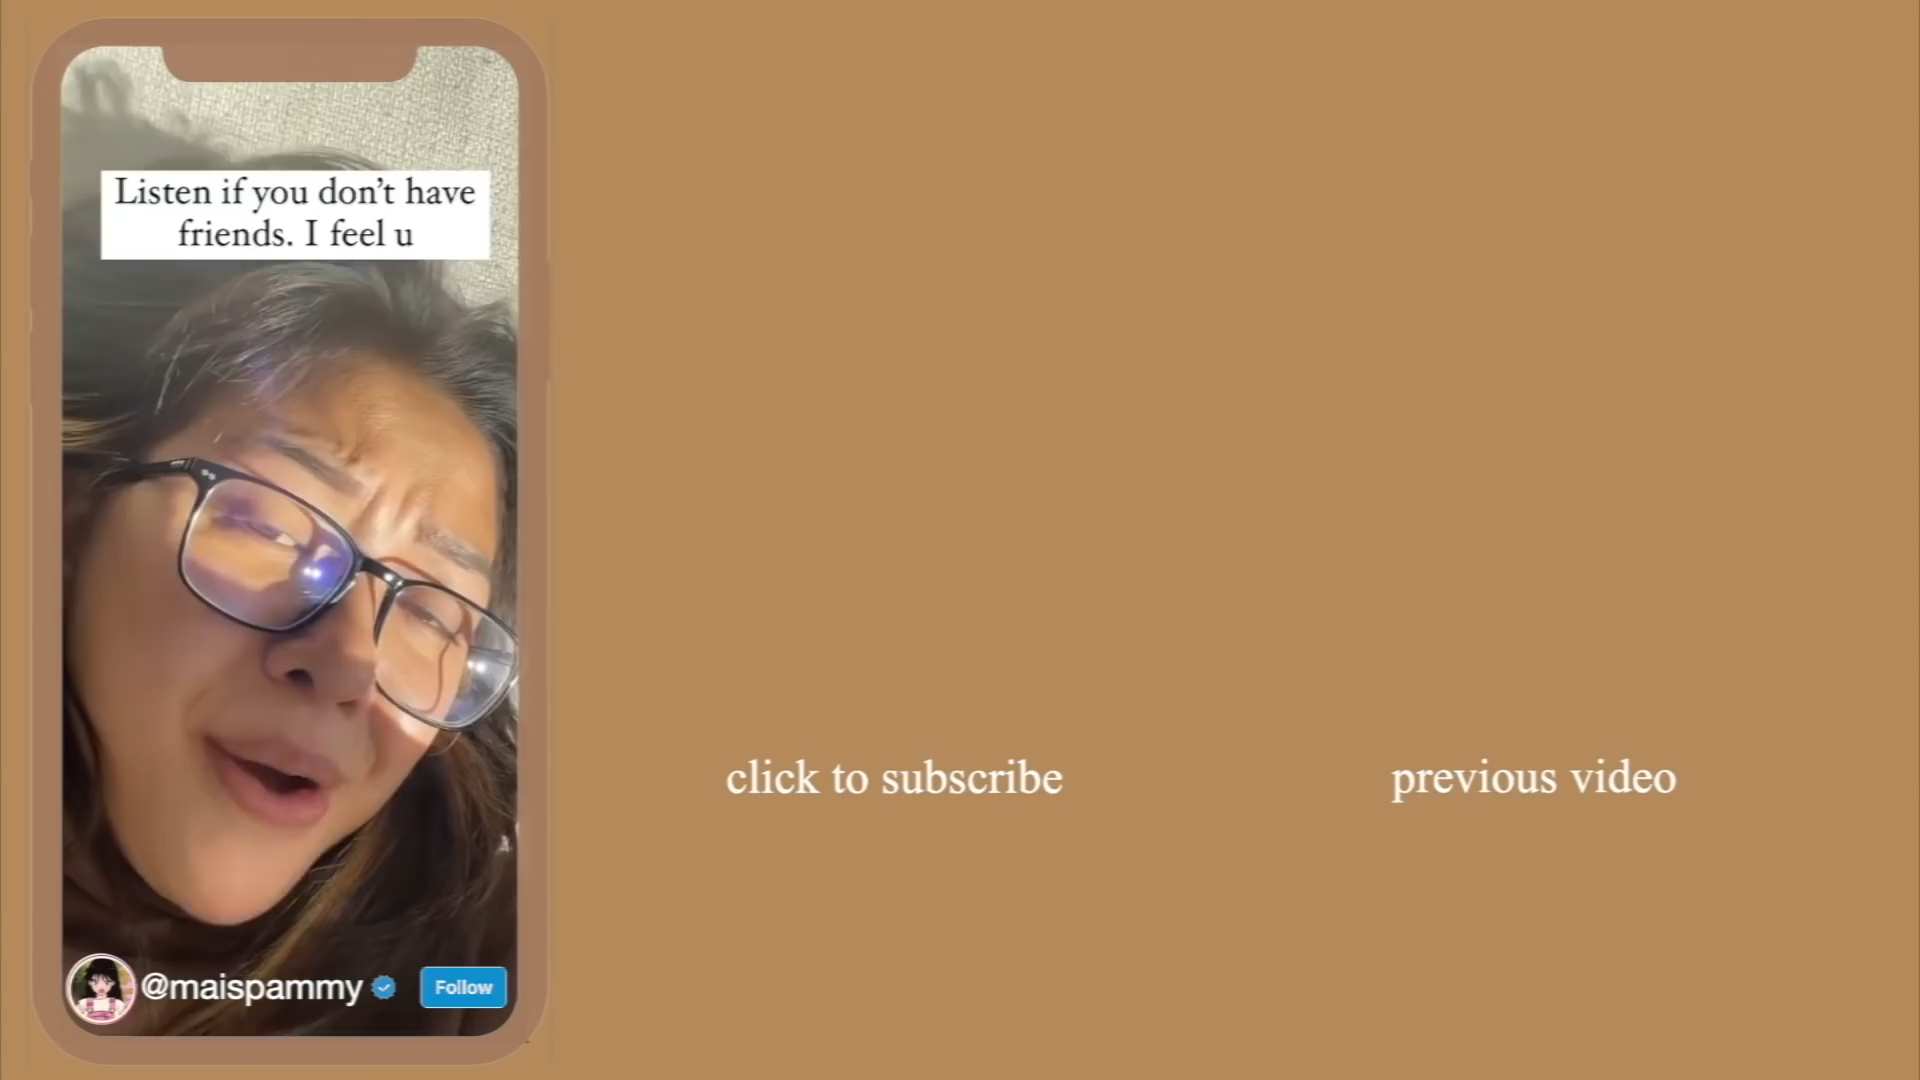 Listen if you don't have
friends. I feel u
click to subscribe
previous video
@maispammy
Follow